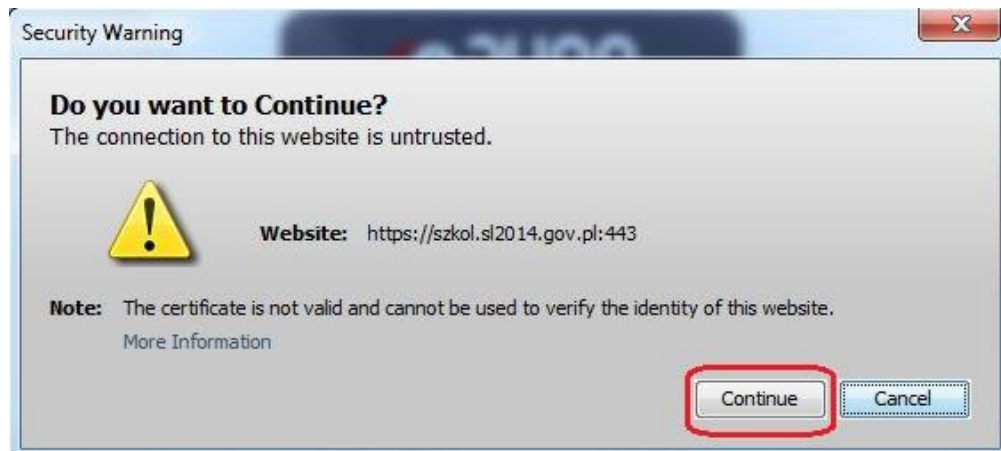 Security Warning
Do you want to Continue?
The connection to this website is untrusted.
Website: https://szkol.sl2014.gov.pl:443
Note: The certificate is not valid and cannot be used to verify the identity of this website.
More Information
Continue Cancel